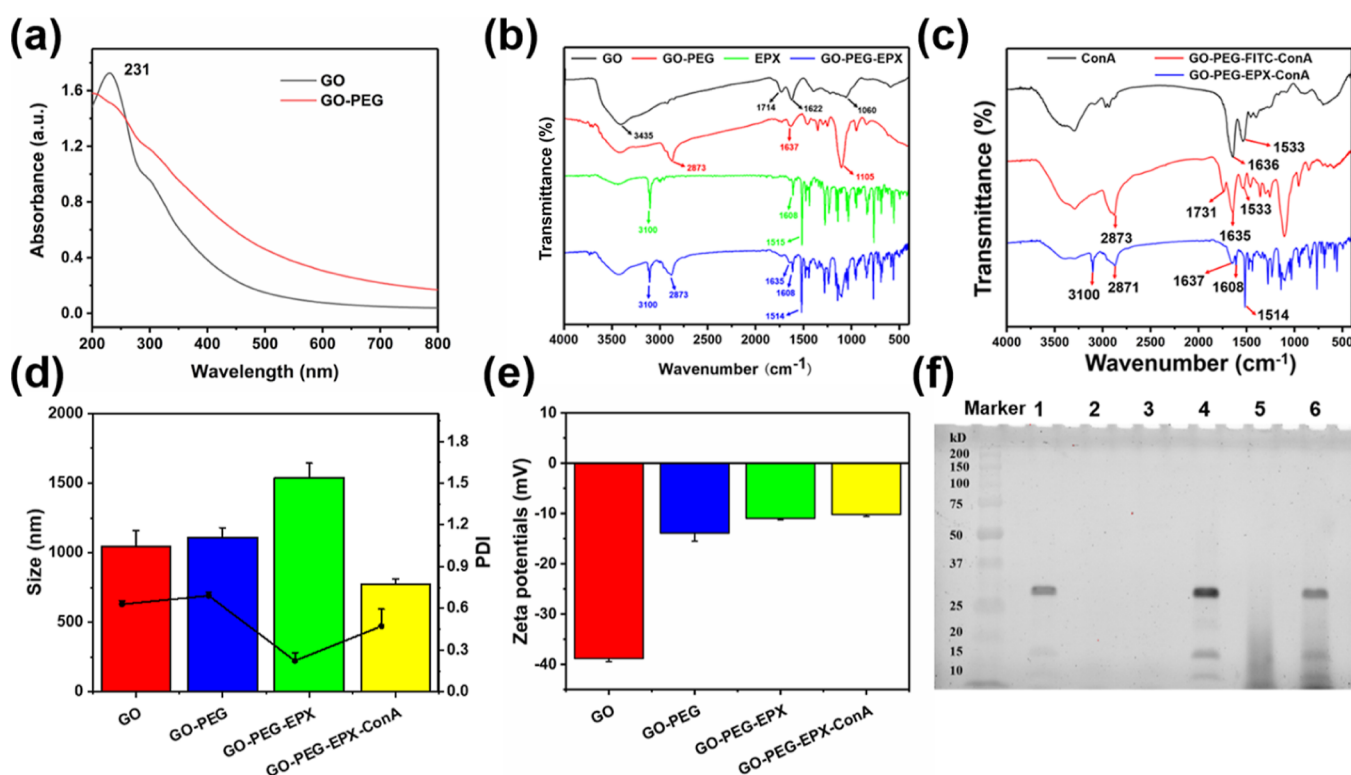 (a)
231
GO
GO-PEG
1.6
1.2
0.8
0.4
0.0
Absorbance (a.u.)
200 300 400 500 600 700 800
Wavelength (nm)
(b)
GO GO-PEG EPX GO-PEG-EPX
1714 1622 1060
3435
1637
2873 1105
1608
3100
1515
1635
1608
3100 2873
1514
Transmittance (%)
4000 3500 3000 2500 2000 1500 1000 500
Wavenumber (cm-1)
(c)
ConA GO-PEG-FITC-ConA
GO-PEG-EPX-ConA
1533
1636
1731 1533
2873 1635
3100 2871 1637 1608
1514
Transmittance (%)
4000 3500 3000 2500 2000 1500 1000 500
Wavenumber (cm-1)
(d)
2000
1500
1000
500
0
Size (nm)
1.8
1.5
1.2
0.9
0.6
0.3
0.0
PDI
GO GO-PEG GO-PEG-EPX GO-PEG-EPX-ConA
(e)
10
0
-10
-20
-30
-40
Zeta potentials (mV)
GO GO-PEG GO-PEG-EPX GO-PEG-EPX-ConA
(f)
Marker 1 2 3 4 5 6
kD
200
150
100
75
50
37
25
20
15
10